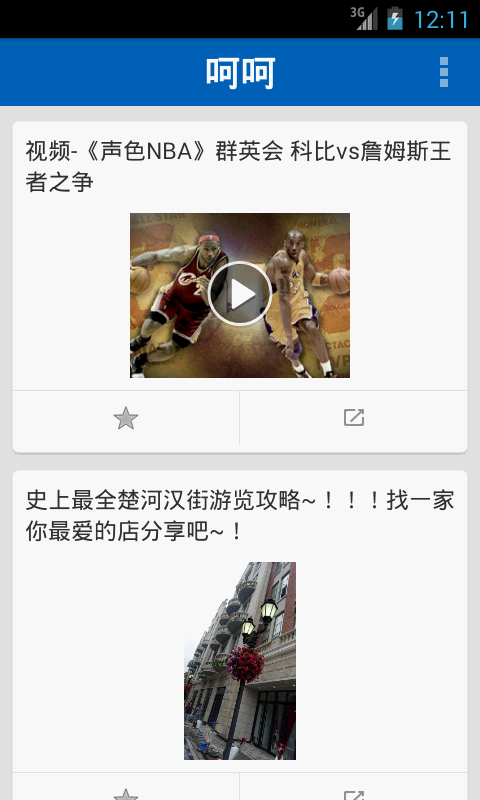 3G 12:11
呵呵
视频-《声色NBA》群英会 科比vs詹姆斯王
者之争
史上最全楚河汉街游览攻略~！！！找一家
你最爱的店分享吧~！